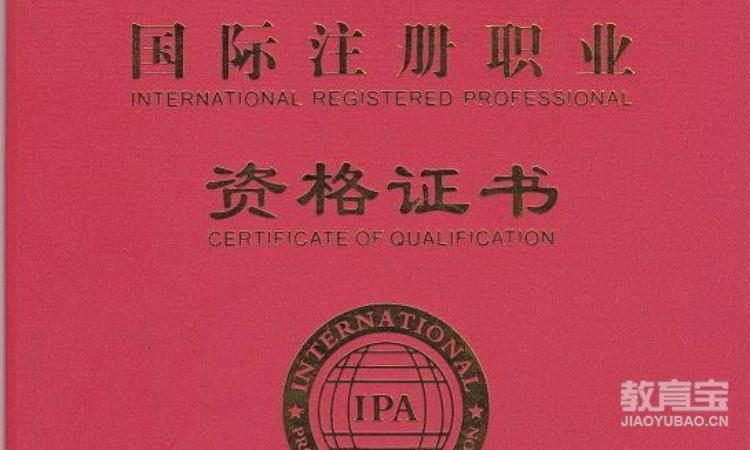 国际注册职业
INTERNATIONAL REGISTERED PROFESSIONAL
资格证书
CERTIFICATE OF QUALIFICATION
INTERNATIONAL
IPA
教育宝
JIAOYUBAO.CN